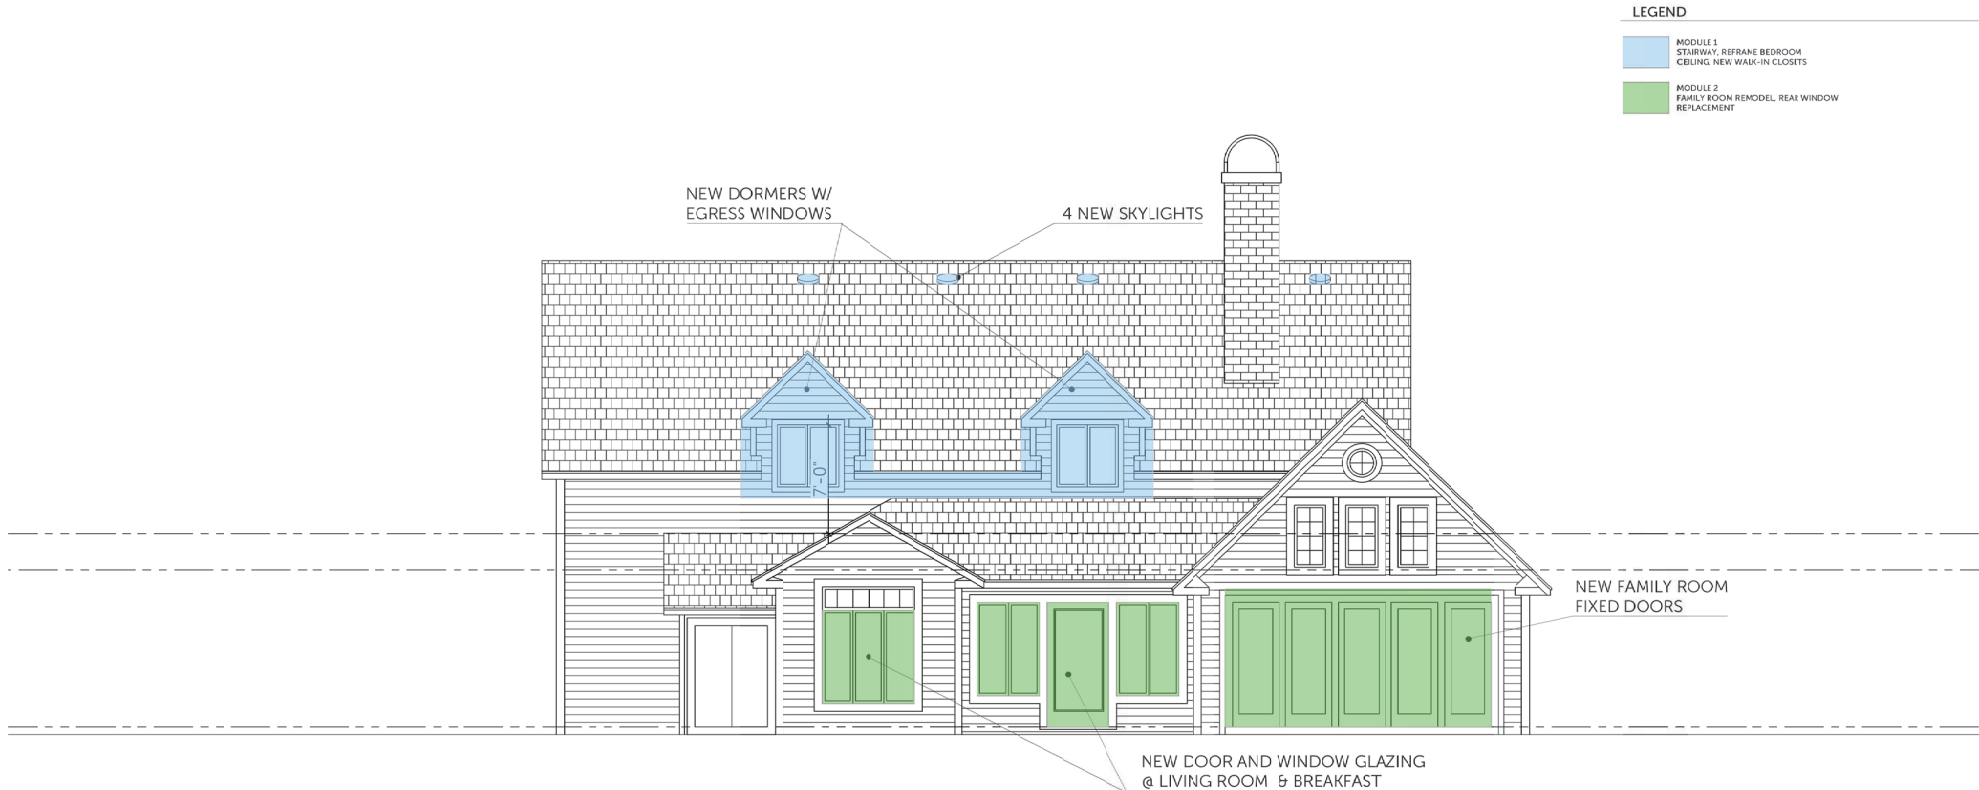 LEGEND
MODULE 1
STAIRWAY, REFRANE BEDROOM
CEILING, NEW WALK-IN CLOSITS
MODULE 2
FAMILY ROOM REMODEL, REAR WINDOW
REPLACEMENT
NEW DORMERS W/
EGRESS WINDOWS
4 NEW SKYLIGHTS
7'-0"
NEW FAMILY ROOM
FIXED DOORS
NEW DOOR AND WINDOW GLAZING
@ LIVING ROOM & BREAKFAST